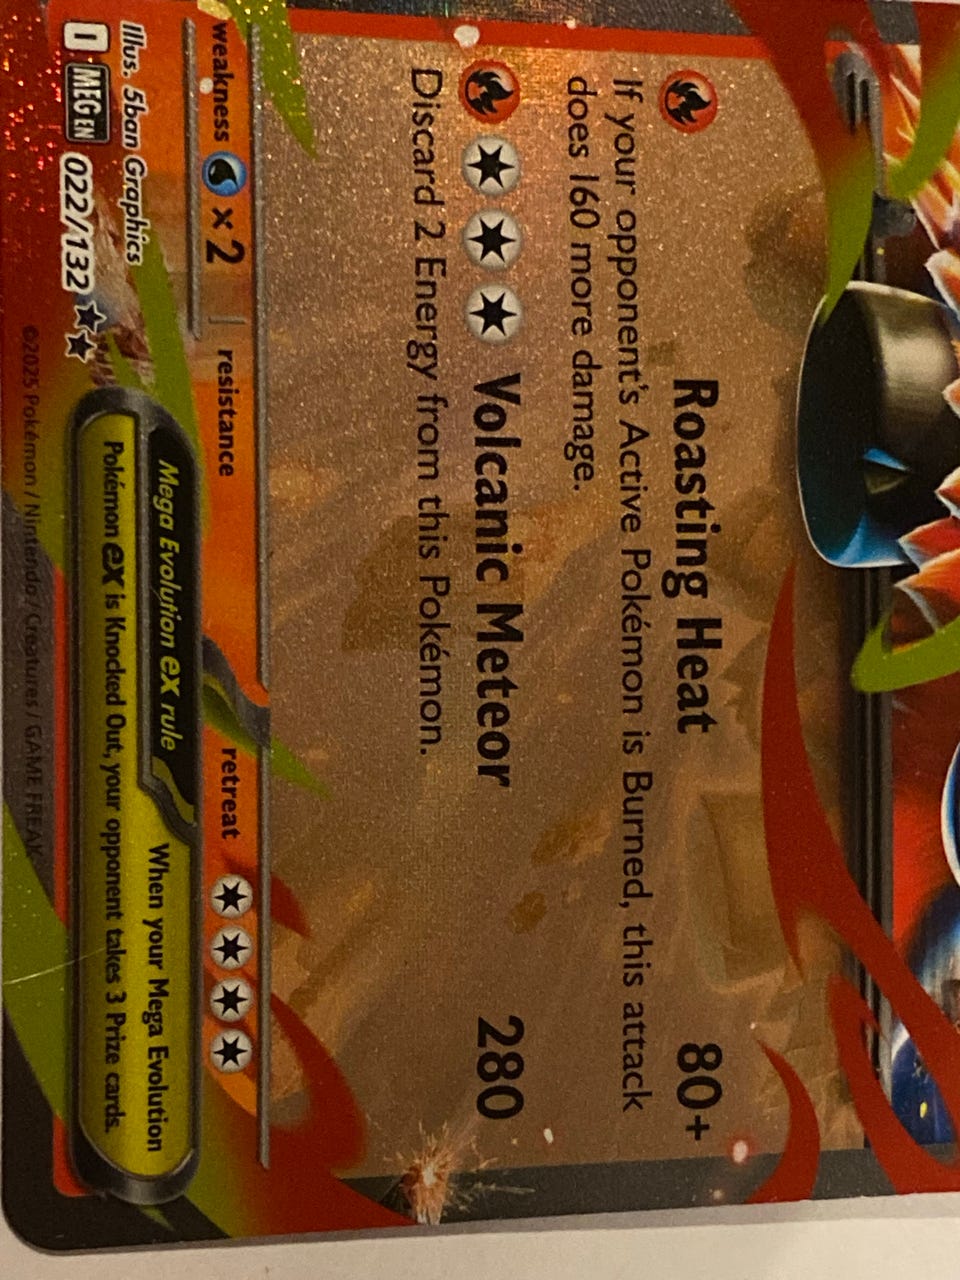 Roasting Heat 80+
If your opponent's Active Pokémon is Burned, this attack
does 160 more damage.
Volcanic Meteor 280
Discard 2 Energy from this Pokémon.
weakness ×2 resistance retreat
Illus. 5ban Graphics
I MEG EN 022/132
Mega Evolution ex rule When your Mega Evolution
Pokémon ex is Knocked Out, your opponent takes 3 Prize cards.
©2025 Pokémon / Nintendo / Creatures / GAME FREAK